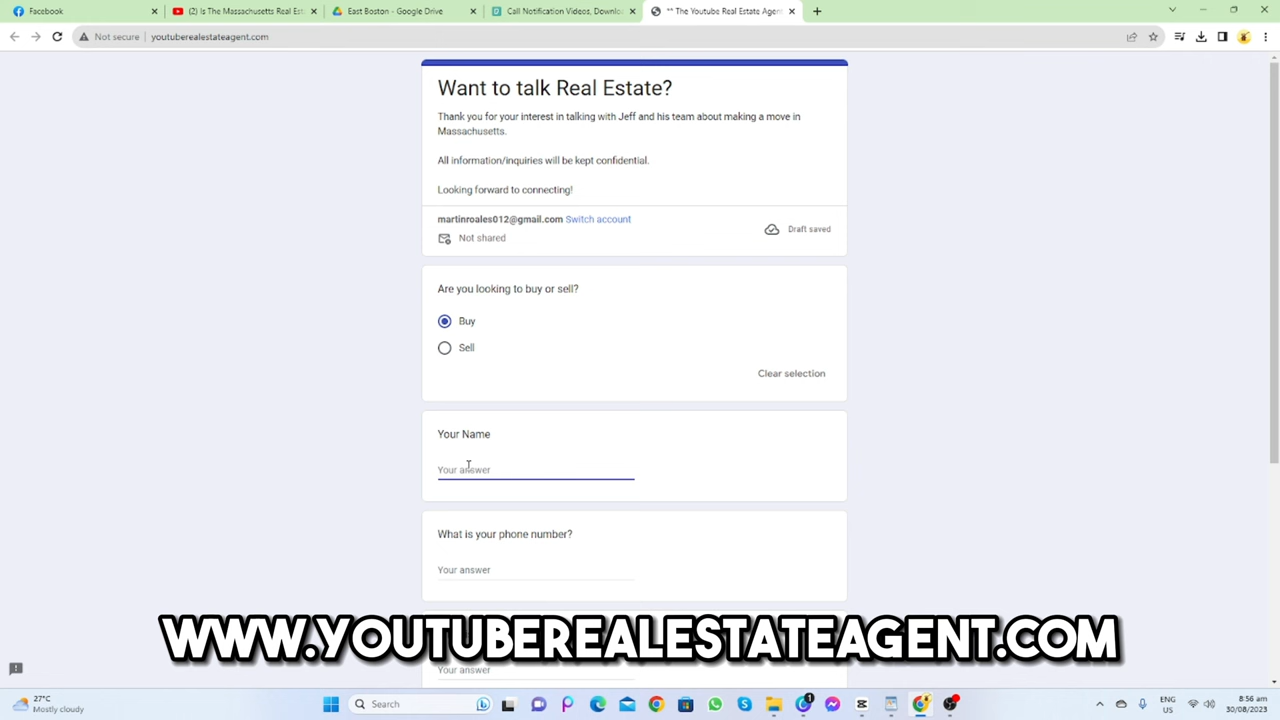 Facebook
(2) Is The Massachusetts Real Est
East Boston - Google Drive
Call Notification Videos, Downlo
** The Youtube Real Estate Agen
Not secure
youtuberealestateagent.com
Want to talk Real Estate?
Thank you for your interest in talking with Jeff and his team about making a move in
Massachusetts.
All information/inquiries will be kept confidential.
Looking forward to connecting!
martinroales012@gmail.com Switch account
Draft saved
Not shared
Are you looking to buy or sell?
Buy
Sell
Clear selection
Your Name
Your answer
What is your phone number?
Your answer
WWW.YOUTUBEREALESTATEAGENT.COM
Your answer
27°C
Mostly cloudy
Search
1
ENG
US
8:56 am
30/08/2023